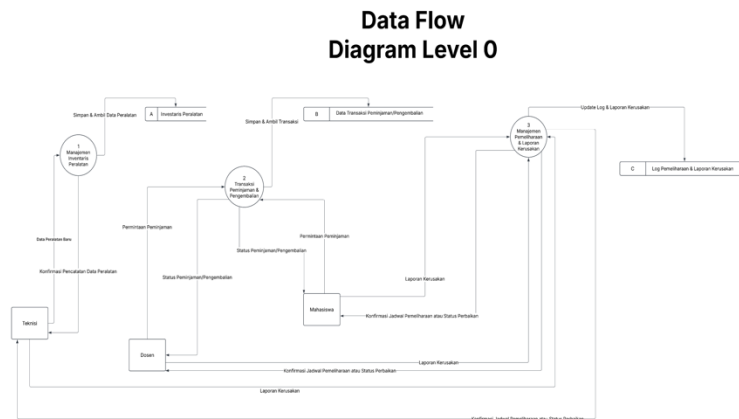 Data Flow
Diagram Level 0
Simpan & Ambil Data Peralatan
A
Inventaris Peralatan
Simpan & Ambil Transaksi
B
Data Transaksi Peminjaman/Pengembalian
Update Log & Laporan Kerusakan
C
Log Pemeliharaan & Laporan Kerusakan
1
Manajemen
Inventaris
Peralatan
2
Transaksi
Peminjaman &
Pengembalian
3
Manajemen
Pemeliharaan
& Laporan
Kerusakan
Permintaan Peminjaman
Permintaan Peminjaman
Data Peralatan Baru
Konfirmasi Pencatatan Data Peralatan
Status Peminjaman/Pengembalian
Status Peminjaman/Pengembalian
Laporan Kerusakan
Teknisi
Mahasiswa
Konfirmasi Jadwal Pemeliharaan atau Status Perbaikan
Dosen
Laporan Kerusakan
Konfirmasi Jadwal Pemeliharaan atau Status Perbaikan
Laporan Kerusakan
Konfirmasi Jadwal Pemeliharaan atau Status Perbaikan